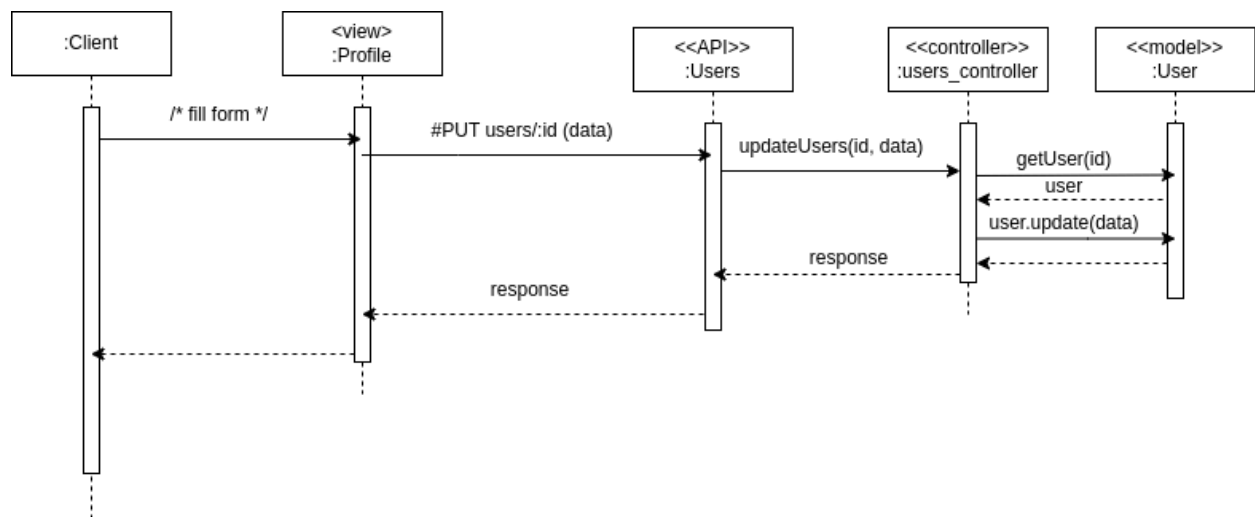 :Client
<view>
:Profile
<<API>>
:Users
<<controller>>
:users_controller
<<model>>
:User
/* fill form */
#PUT users/:id (data)
updateUsers(id, data)
getUser(id)
user
user.update(data)
response
response